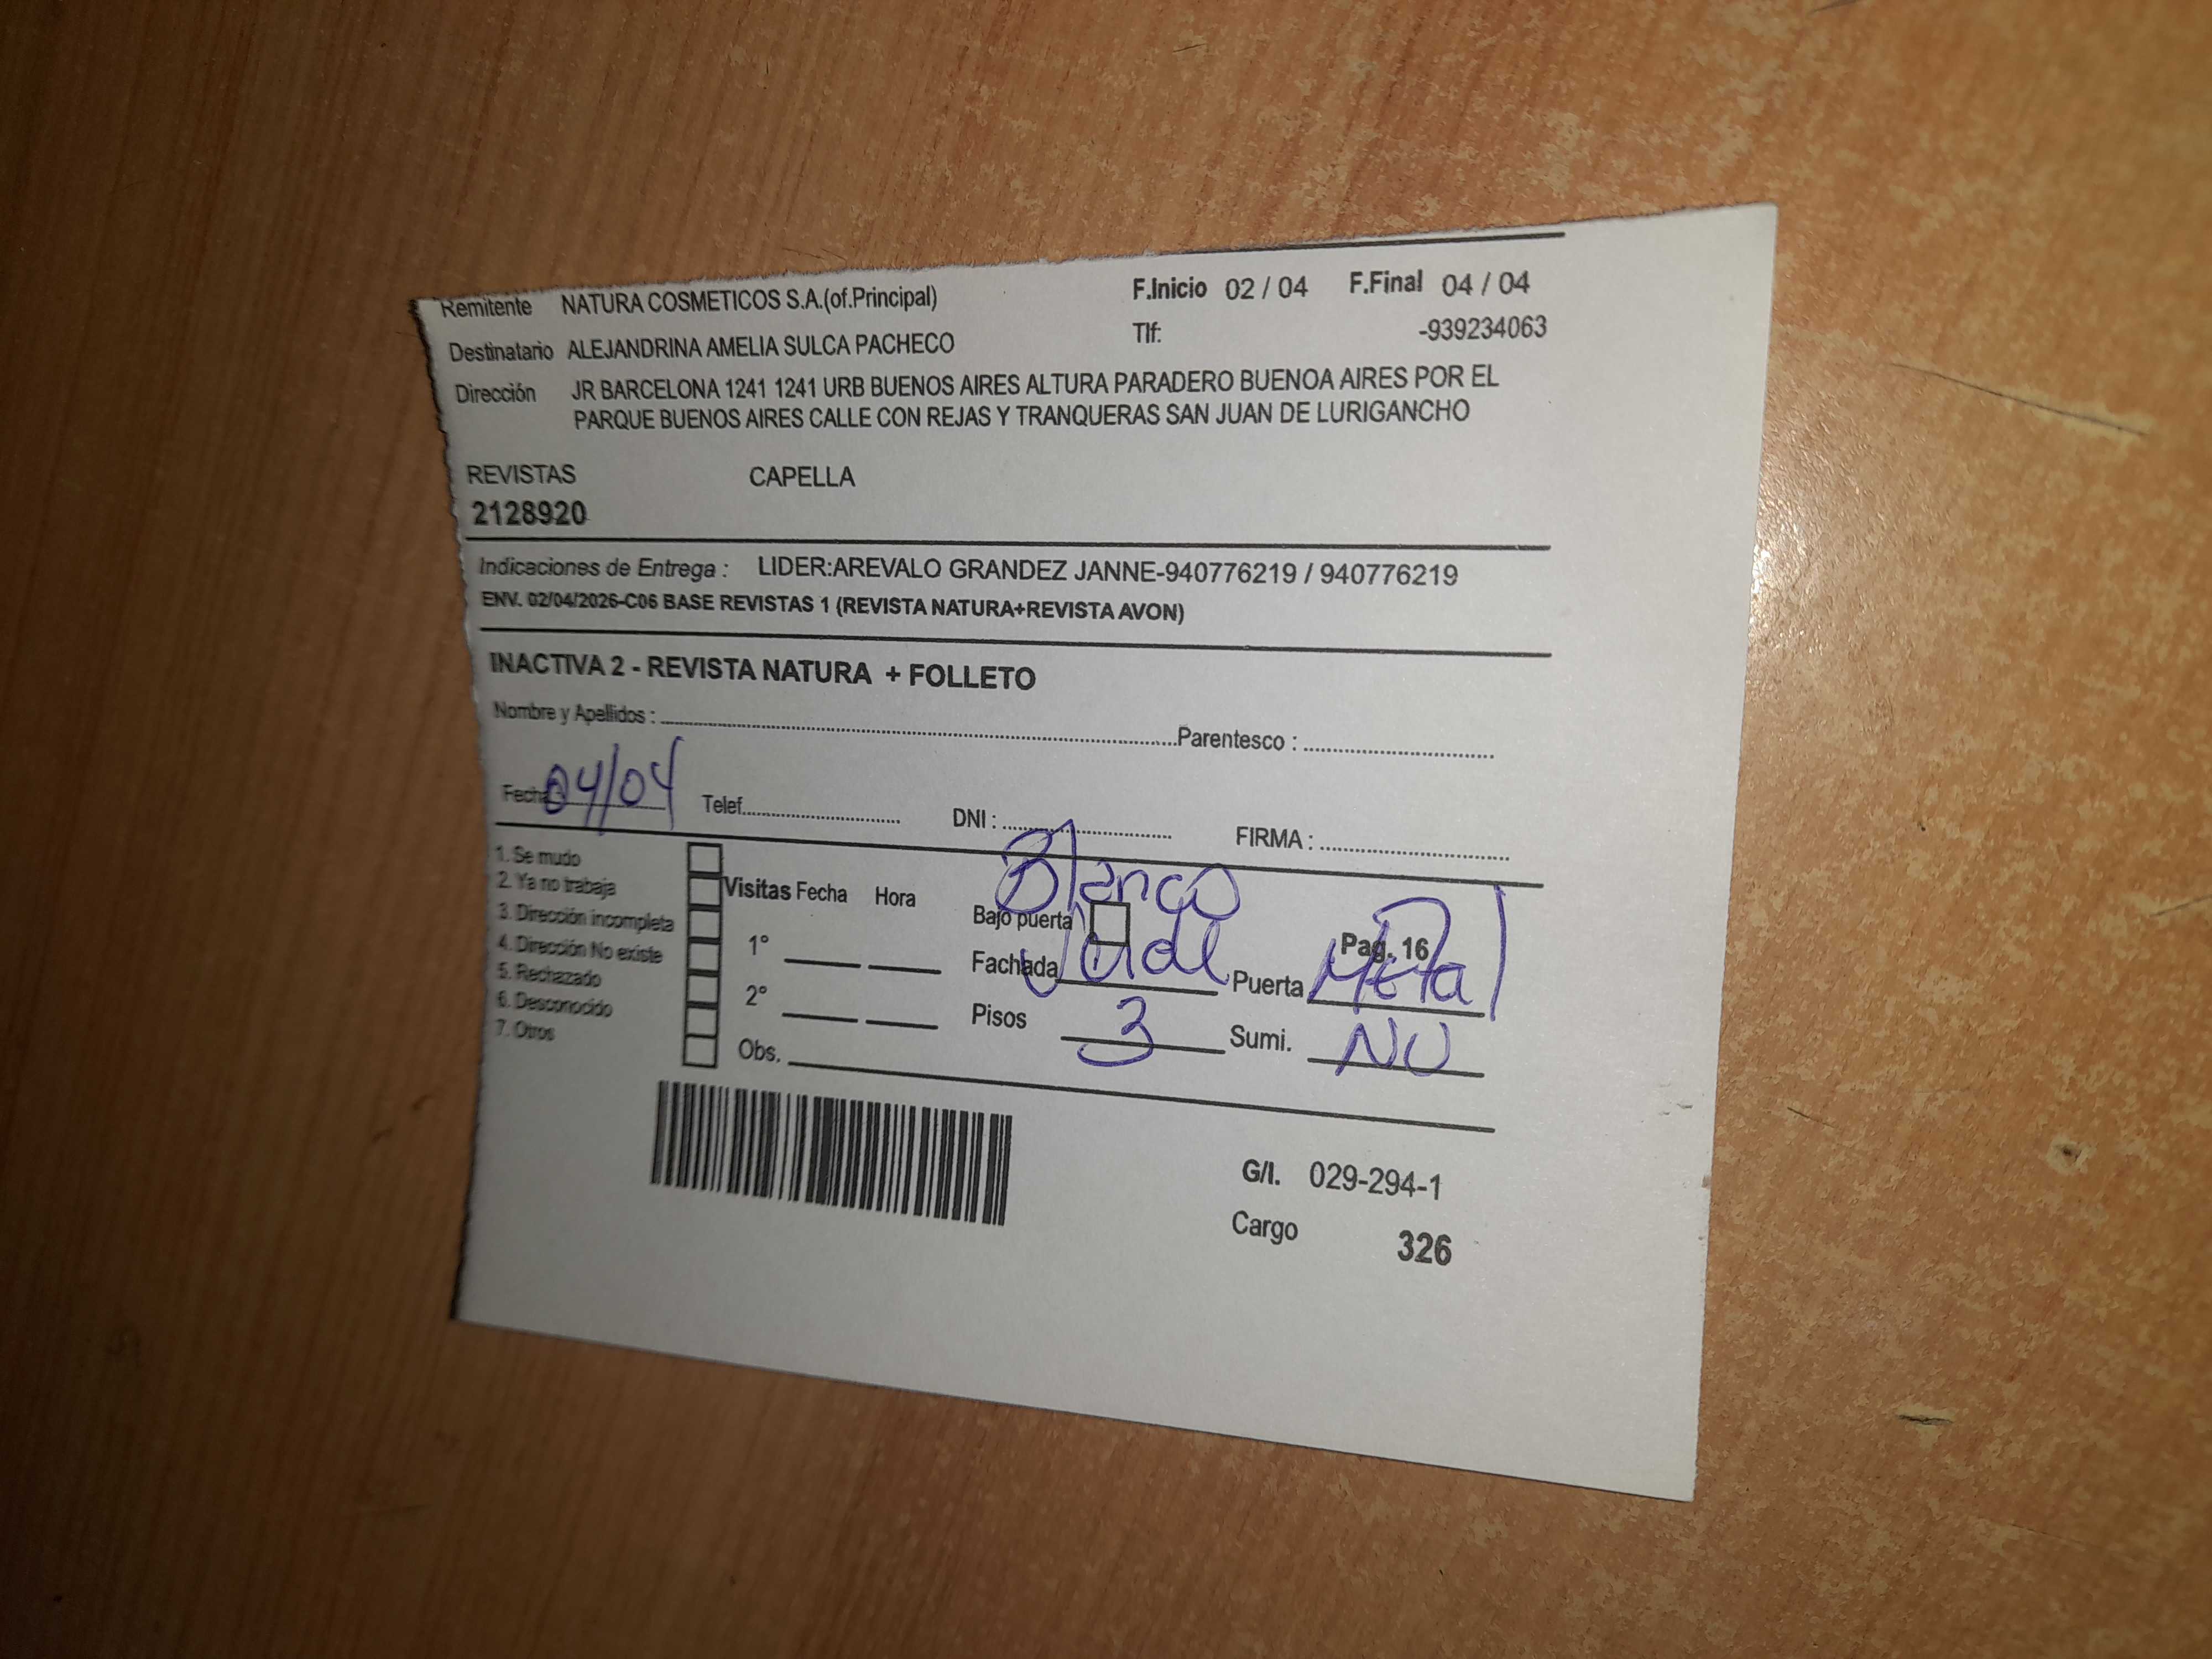 Remitente NATURA COSMETICOS S.A.(of.Principal) F.Inicio 02 / 04 F.Final 04 / 04
Destinatario ALEJANDRINA AMELIA SULCA PACHECO Tlf: -939234063
Dirección JR BARCELONA 1241 1241 URB BUENOS AIRES ALTURA PARADERO BUENOA AIRES POR EL
PARQUE BUENOS AIRES CALLE CON REJAS Y TRANQUERAS SAN JUAN DE LURIGANCHO
REVISTAS CAPELLA
2128920
Indicaciones de Entrega : LIDER:AREVALO GRANDEZ JANNE-940776219 / 940776219
ENV. 02/04/2026-C06 BASE REVISTAS 1 (REVISTA NATURA+REVISTA AVON)
INACTIVA 2 - REVISTA NATURA + FOLLETO
Nombre y Apellidos : Parentesco :
Fecha 04/04 Telef. DNI : FIRMA :
1. Se mudo
2. Ya no trabaja
3. Dirección incompleta
4. Dirección No existe
5. Rechazado
6. Desconocido
7. Otros
Visitas Fecha Hora
1°
2°
Obs.
Blanco
Bajo puerta Pag. 16
Fachada Puerta Metal
Pisos 3 Sumi. NO
G/I. 029-294-1
Cargo 326